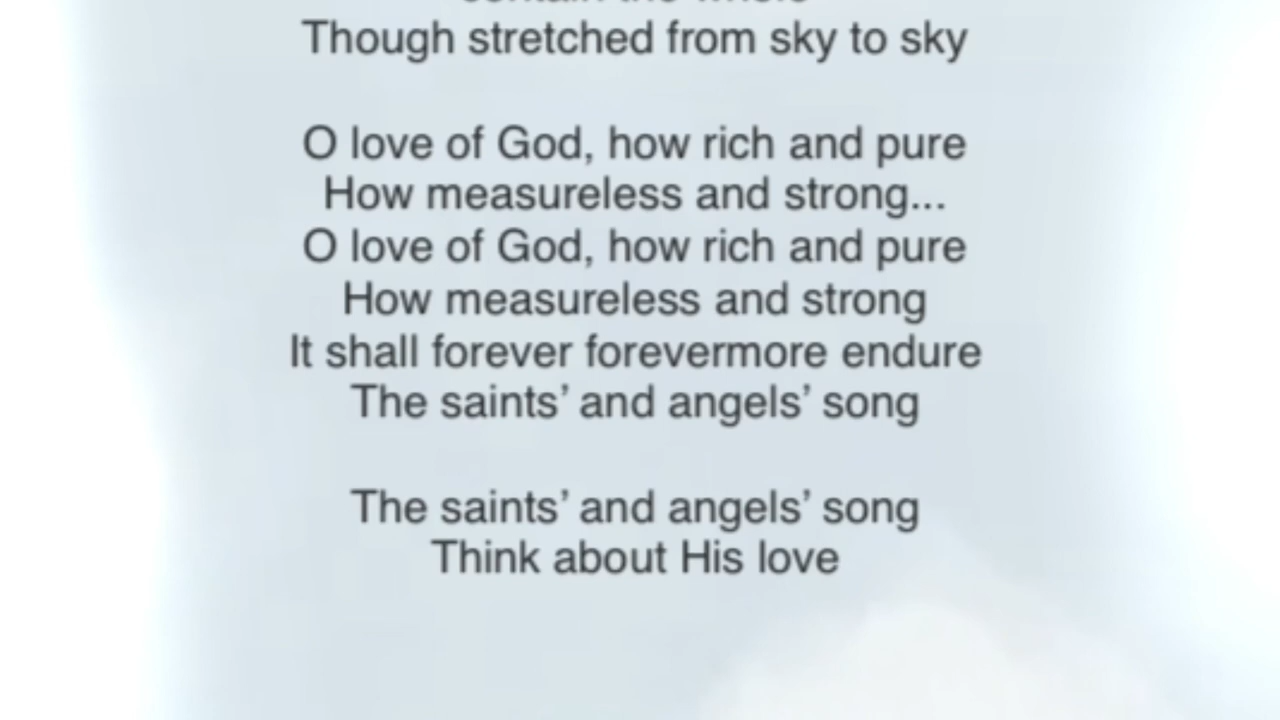 Though stretched from sky to sky
O love of God, how rich and pure
How measureless and strong...
O love of God, how rich and pure
How measureless and strong
It shall forever forevermore endure
The saints’ and angels’ song
The saints’ and angels’ song
Think about His love